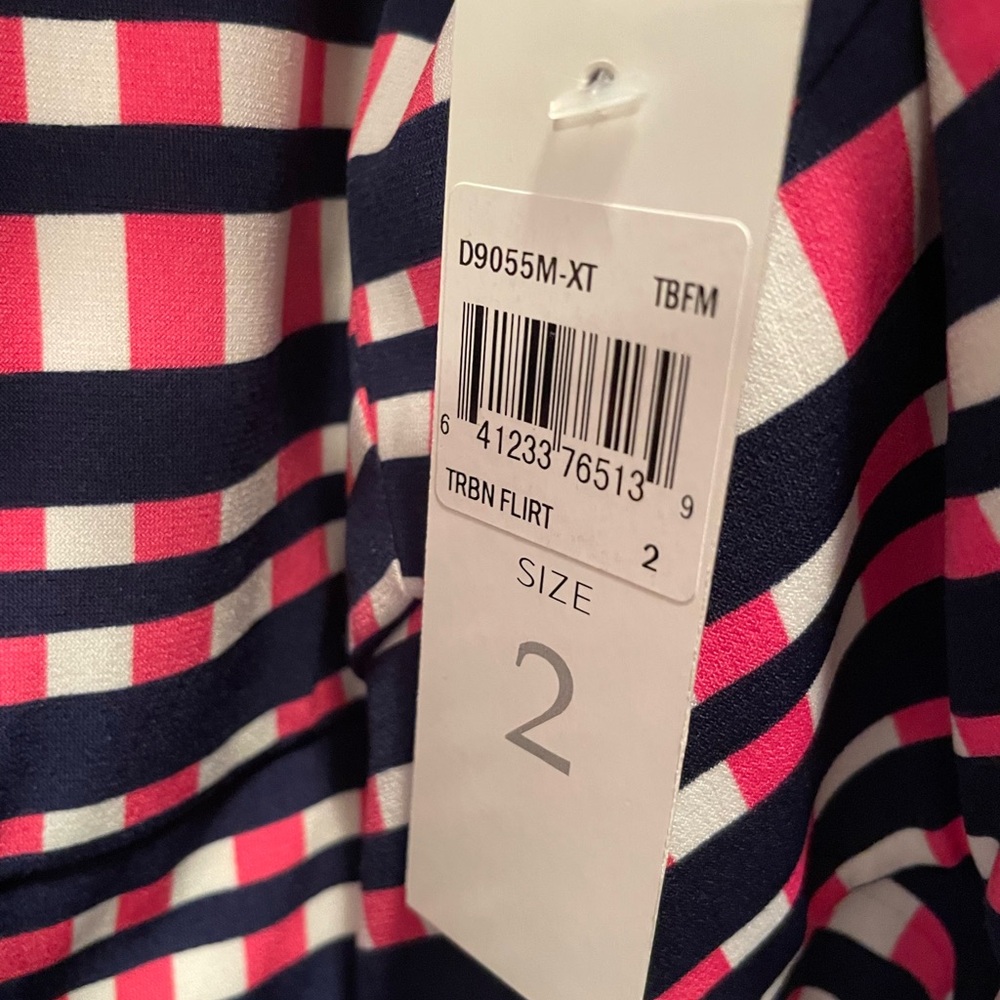 D9055M-XT TBFM
6 41233 76513 9
TRBN FLIRT 2
SIZE
2